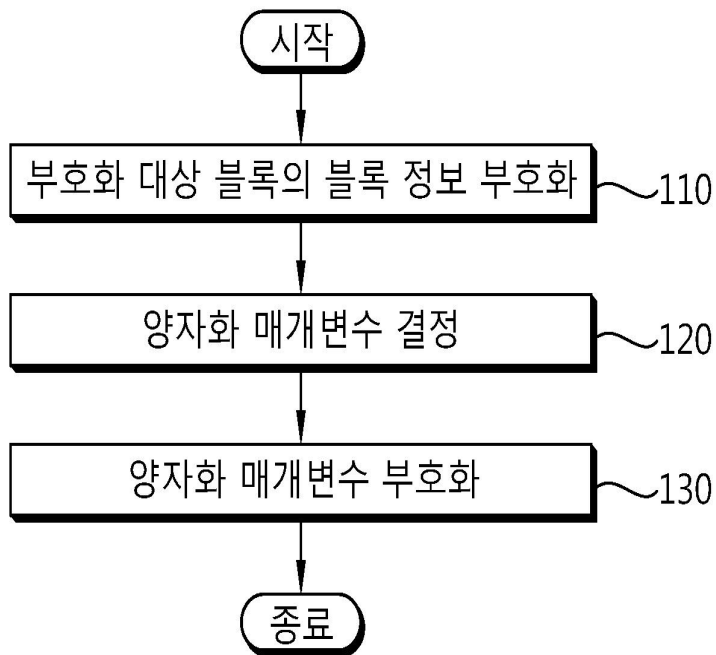 시작
부호화 대상 블록의 블록 정보 부호화
110
양자화 매개변수 결정
120
양자화 매개변수 부호화
130
종료